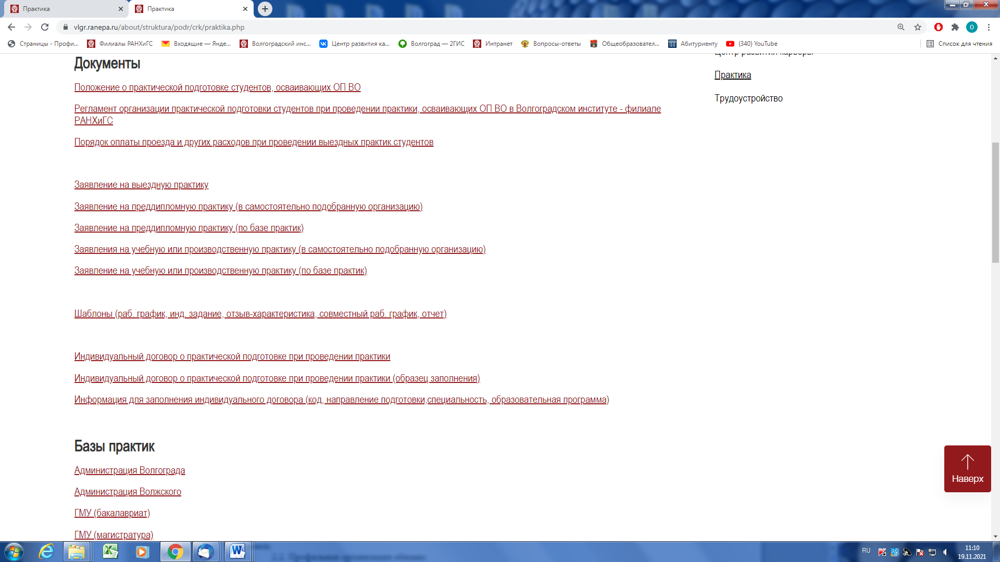 Практика
Практика
vlgr.ranepa.ru/about/struktura/podr/crk/praktika.php
O
Страницы - Профи...
Филиалы РАНХиГС
Входящие — Янде...
Волгоградский инс...
Центр развития ка...
Волгоград — 2ГИС
Интранет
Вопросы-ответы
Общеобразовател...
Абитуриенту
(340) YouTube
Список для чтения
Центр развития карьеры
Практика
Трудоустройство
Документы
Положение о практической подготовке студентов, осваивающих ОП ВО
Регламент организации практической подготовки студентов при проведении практики, осваивающих ОП ВО в Волгоградском институте - филиале
РАНХиГС
Порядок оплаты проезда и других расходов при проведении выездных практик студентов
Заявление на выездную практику
Заявление на преддипломную практику (в самостоятельно подобранную организацию)
Заявление на преддипломную практику (по базе практик)
Заявления на учебную или производственную практику (в самостоятельно подобранную организацию)
Заявление на учебную или производственную практику (по базе практик)
Шаблоны (раб. график, инд. задание, отзыв-характеристика, совместный раб. график, отчет)
Индивидуальный договор о практической подготовке при проведении практики
Индивидуальный договор о практической подготовке при проведении практики (образец заполнения)
Информация для заполнения индивидуального договора (код, направление подготовки,специальность, образовательная программа)
Базы практик
Администрация Волгограда
Администрация Волжского
ГМУ (бакалавриат)
ГМУ (магистратура)
Наверх
RU
11:10
19.11.2021